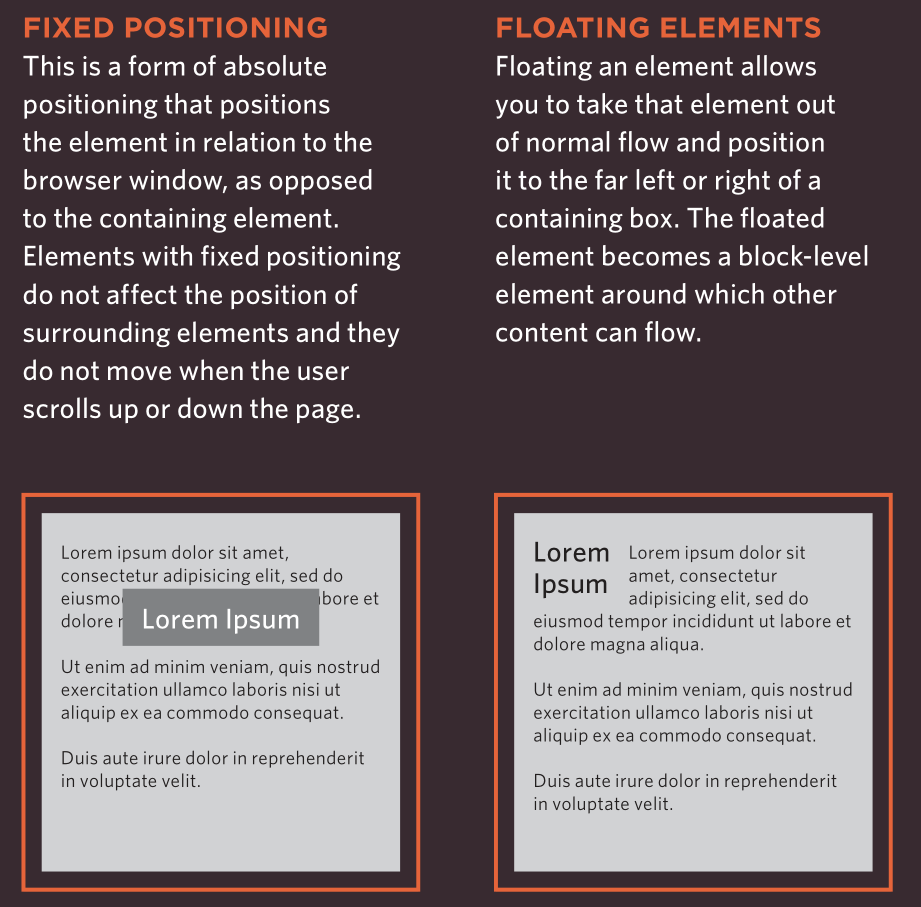 FIXED POSITIONING
This is a form of absolute
positioning that positions
the element in relation to the
browser window, as opposed
to the containing element.
Elements with fixed positioning
do not affect the position of
surrounding elements and they
do not move when the user
scrolls up or down the page.
Lorem ipsum dolor sit amet,
consectetur adipisicing elit, sed do
eiusmo bore et
dolore
Lorem Ipsum
Ut enim ad minim veniam, quis nostrud
exercitation ullamco laboris nisi ut
aliquip ex ea commodo consequat.
Duis aute irure dolor in reprehenderit
in voluptate velit.
FLOATING ELEMENTS
Floating an element allows
you to take that element out
of normal flow and position
it to the far left or right of a
containing box. The floated
element becomes a block-level
element around which other
content can flow.
Lorem
Ipsum
Lorem ipsum dolor sit
amet, consectetur
adipisicing elit, sed do
eiusmod tempor incididunt ut labore et
dolore magna aliqua.
Ut enim ad minim veniam, quis nostrud
exercitation ullamco laboris nisi ut
aliquip ex ea commodo consequat.
Duis aute irure dolor in reprehenderit
in voluptate velit.